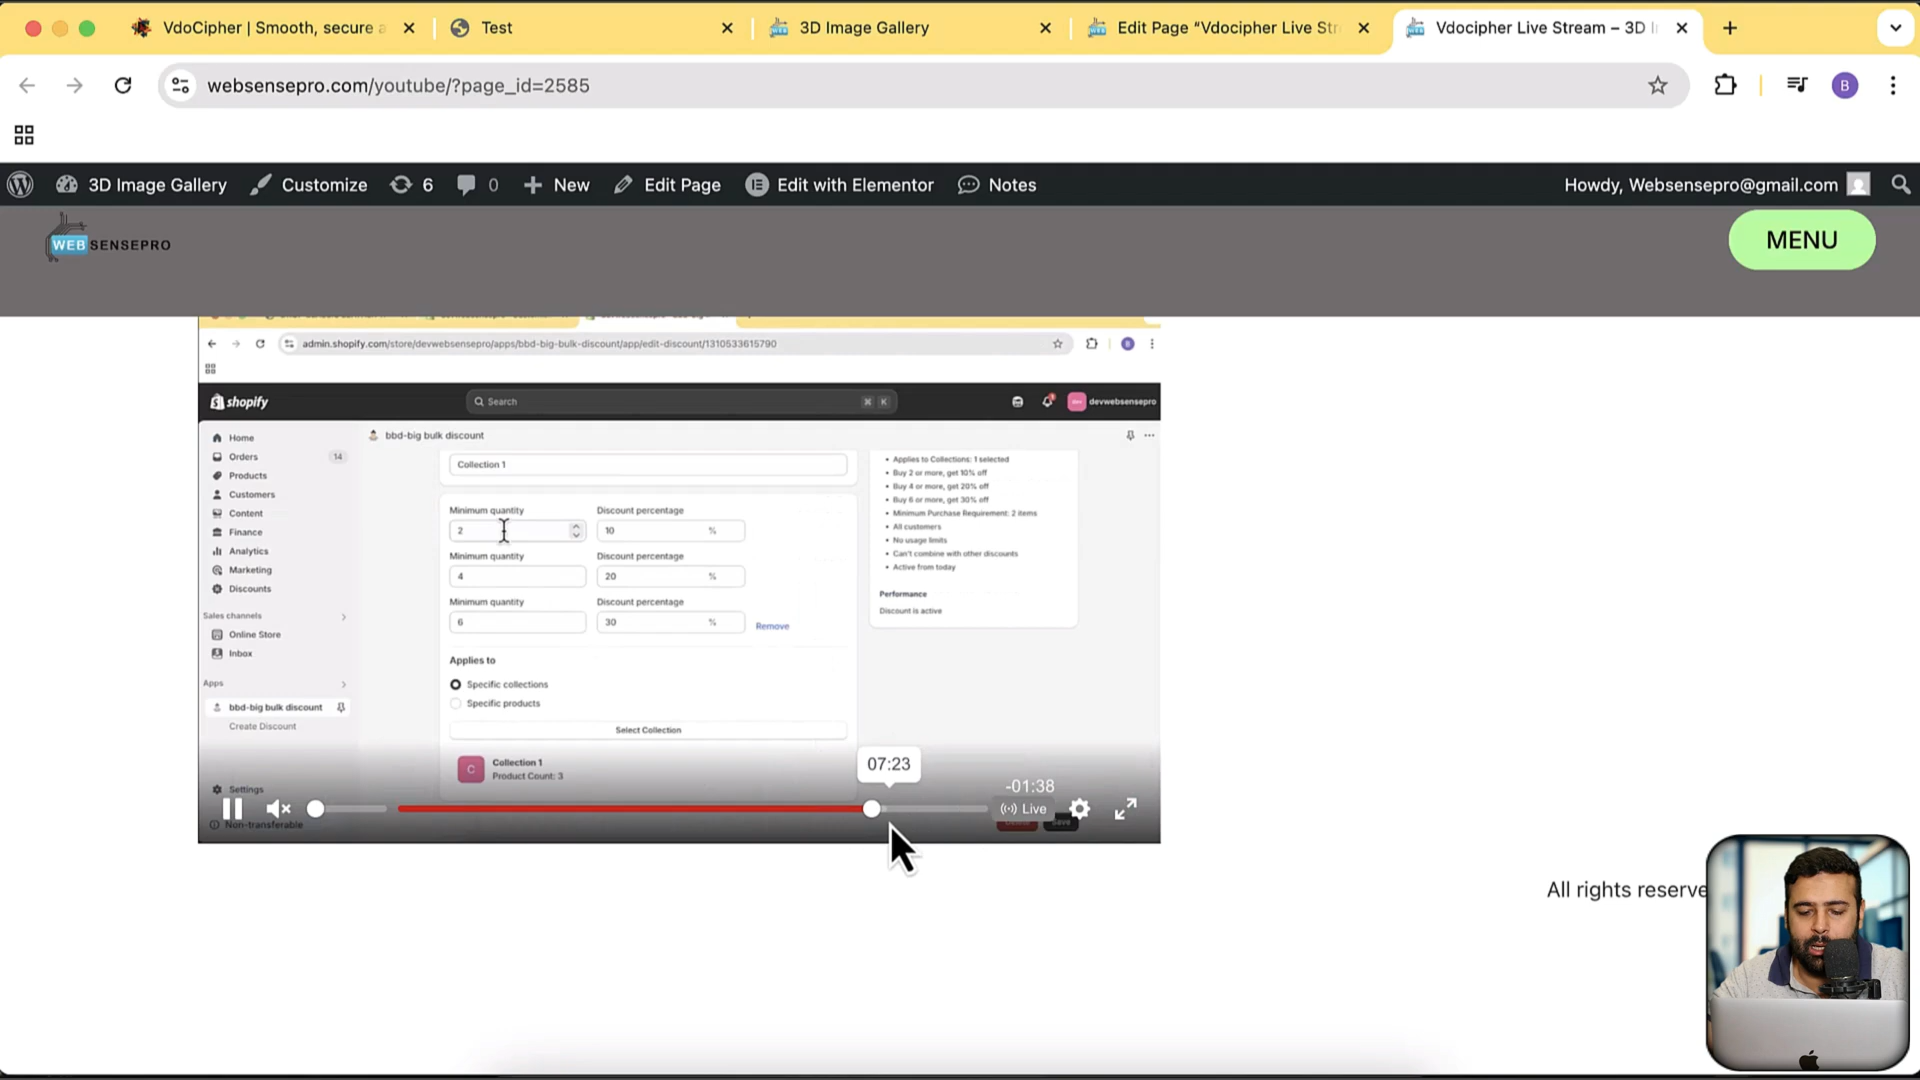 VdoCipher | Smooth, secure a
Test
3D Image Gallery
Edit Page “Vdocipher Live Str
Vdocipher Live Stream – 3D I
websensepro.com/youtube/?page_id=2585
B
3D Image Gallery
Customize
6
0
New
Edit Page
Edit with Elementor
Notes
Howdy, Websensepro@gmail.com
WEBSENSEPRO
MENU
admin.shopify.com/store/devwebsensepro/apps/bbd-big-bulk-discount/app/edit-discount/1310533615790
B
shopify
Search
⌘ K
devwebsensepro
Home
Orders 14
Products
Customers
Content
Finance
Analytics
Marketing
Discounts
Sales channels
Online Store
Inbox
Apps
bbd-big bulk discount
Create Discount
Settings
Non-transferable
bbd-big bulk discount
Collection 1
Minimum quantity Discount percentage
2 10 %
Minimum quantity Discount percentage
4 20 %
Minimum quantity Discount percentage
6 30 % Remove
Applies to
Specific collections
Specific products
Select Collection
C
Collection 1
Product Count: 3
• Applies to Collections: 1 selected
• Buy 2 or more, get 10% off
• Buy 4 or more, get 20% off
• Buy 6 or more, get 30% off
• Minimum Purchase Requirement: 2 items
• All customers
• No usage limits
• Can't combine with other discounts
• Active from today
Performance
Discount is active
07:23
-01:38
Live
All rights reserve